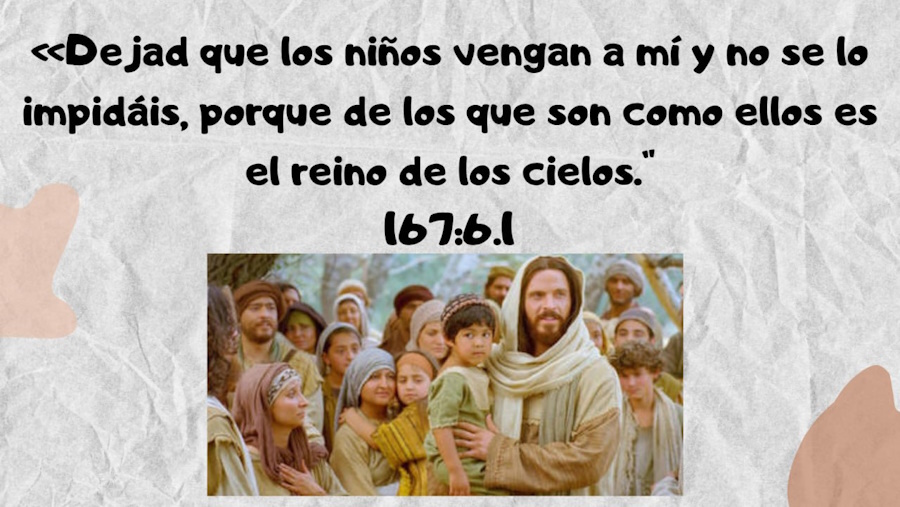 «Dejad que los niños vengan a mí y no se lo
impidáis, porque de los que son como ellos es
el reino de los cielos."
167:6.1